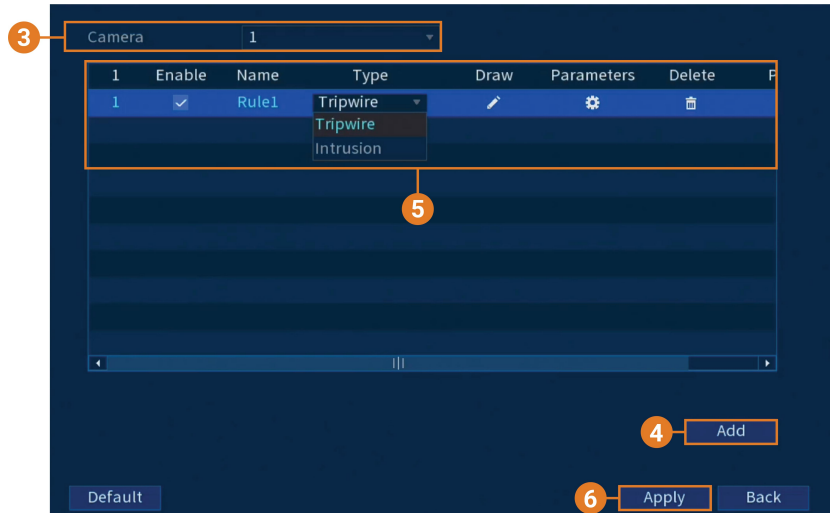 3 Camera 1
1 Enable Name Type Draw Parameters Delete P
1 Rule1 Tripwire
Tripwire
Intrusion
5
4 Add
Default 6 Apply Back